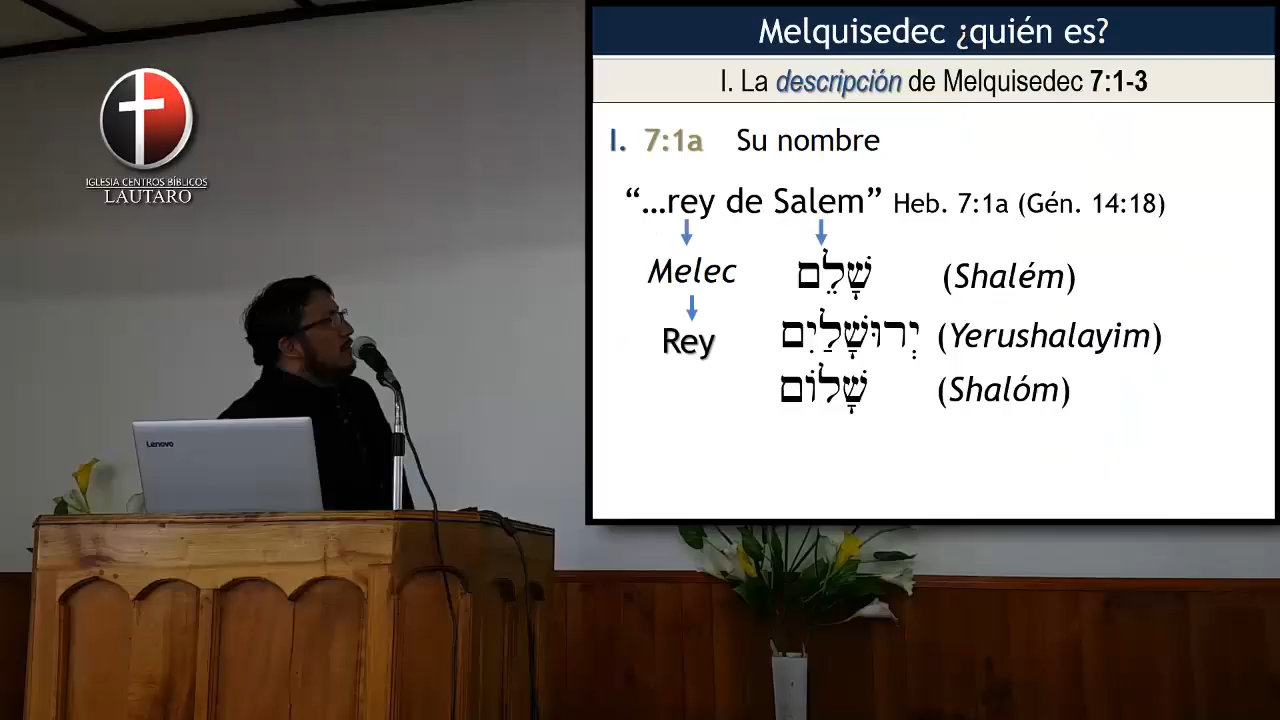 IGLESIA CENTROS BÍBLICOS
LAUTARO
Lenovo
Melquisedec ¿quién es?
I. La descripción de Melquisedec 7:1-3
I. 7:1a Su nombre
“...rey de Salem” Heb. 7:1a (Gén. 14:18)
Melec שָׁלֵם (Shalém)
Rey יְרוּשָׁלַיִם (Yerushalayim)
שָׁלוֹם (Shalóm)